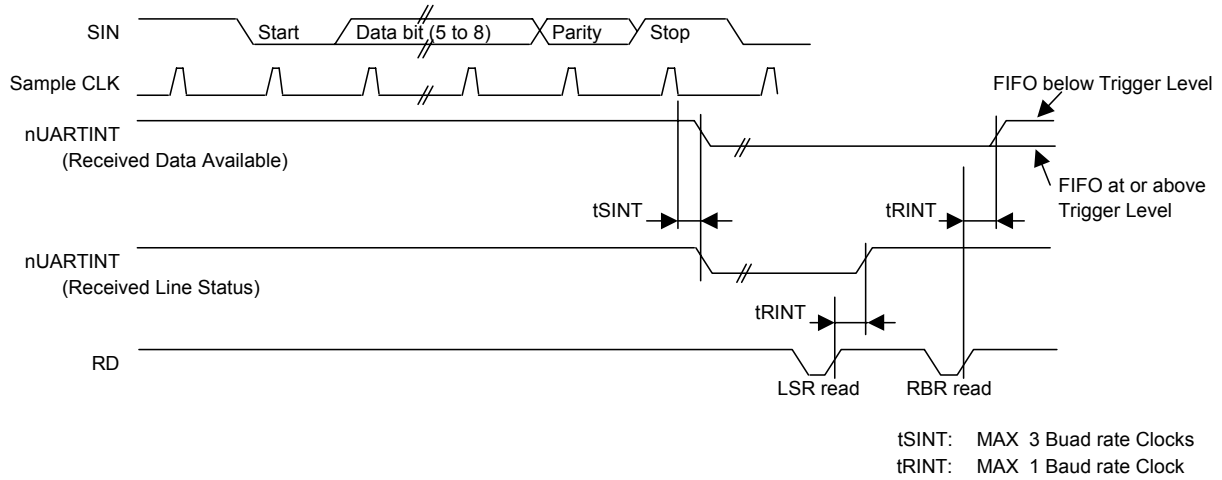 SIN
Start
Data bit (5 to 8)
Parity
Stop
Sample CLK
FIFO below Trigger Level
nUARTINT
(Received Data Available)
FIFO at or above
Trigger Level
tSINT
tRINT
nUARTINT
(Received Line Status)
tRINT
RD
LSR read
RBR read
tSINT: MAX 3 Buad rate Clocks
tRINT: MAX 1 Baud rate Clock